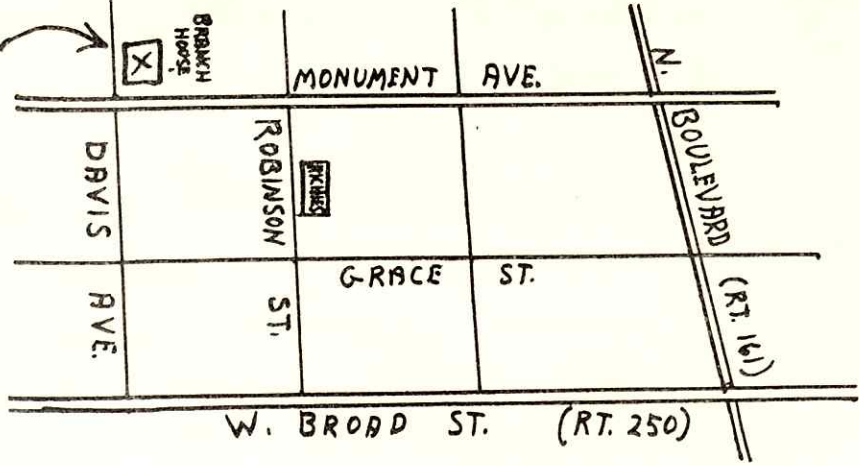 BRANCH
HOUSE
X
MONUMENT AVE.
N. BOULEVARD (RT. 161)
DAVIS AVE.
ROBINSON ST.
GRACE ST.
W. BROAD ST. (RT. 250)